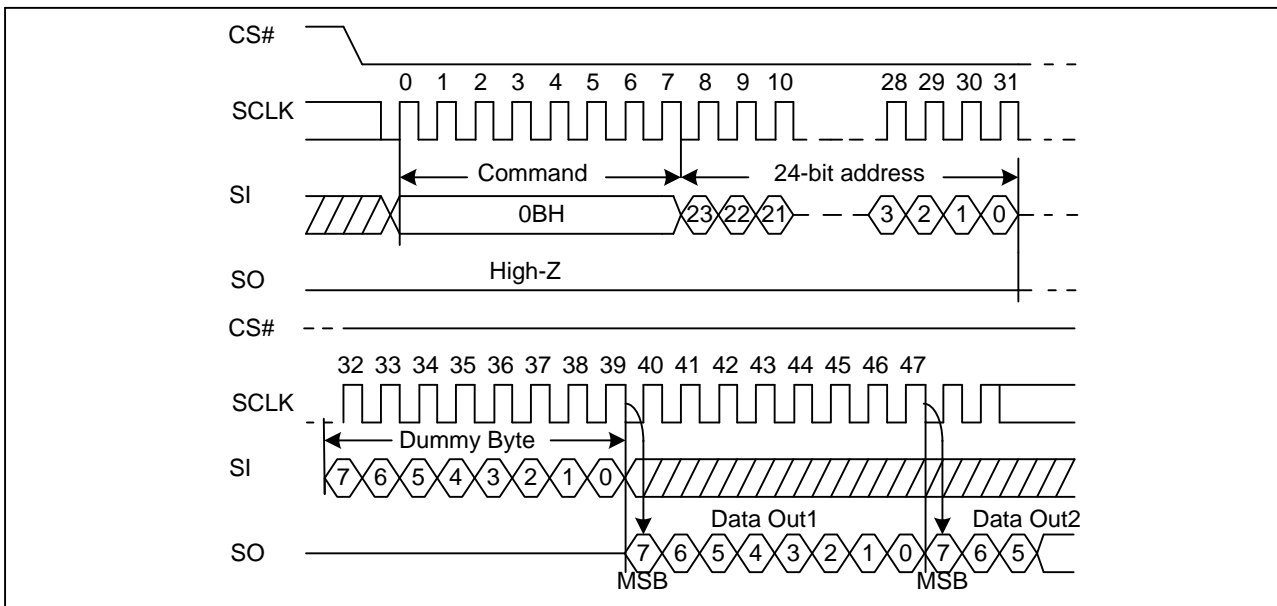 CS#
0 1 2 3 4 5 6 7 8 9 10 28 29 30 31
SCLK
Command 24-bit address
SI
0BH 23 22 21 3 2 1 0
High-Z
SO
CS#
32 33 34 35 36 37 38 39 40 41 42 43 44 45 46 47
SCLK
Dummy Byte
SI
7 6 5 4 3 2 1 0
Data Out1 Data Out2
SO
7 6 5 4 3 2 1 0 7 6 5
MSB MSB